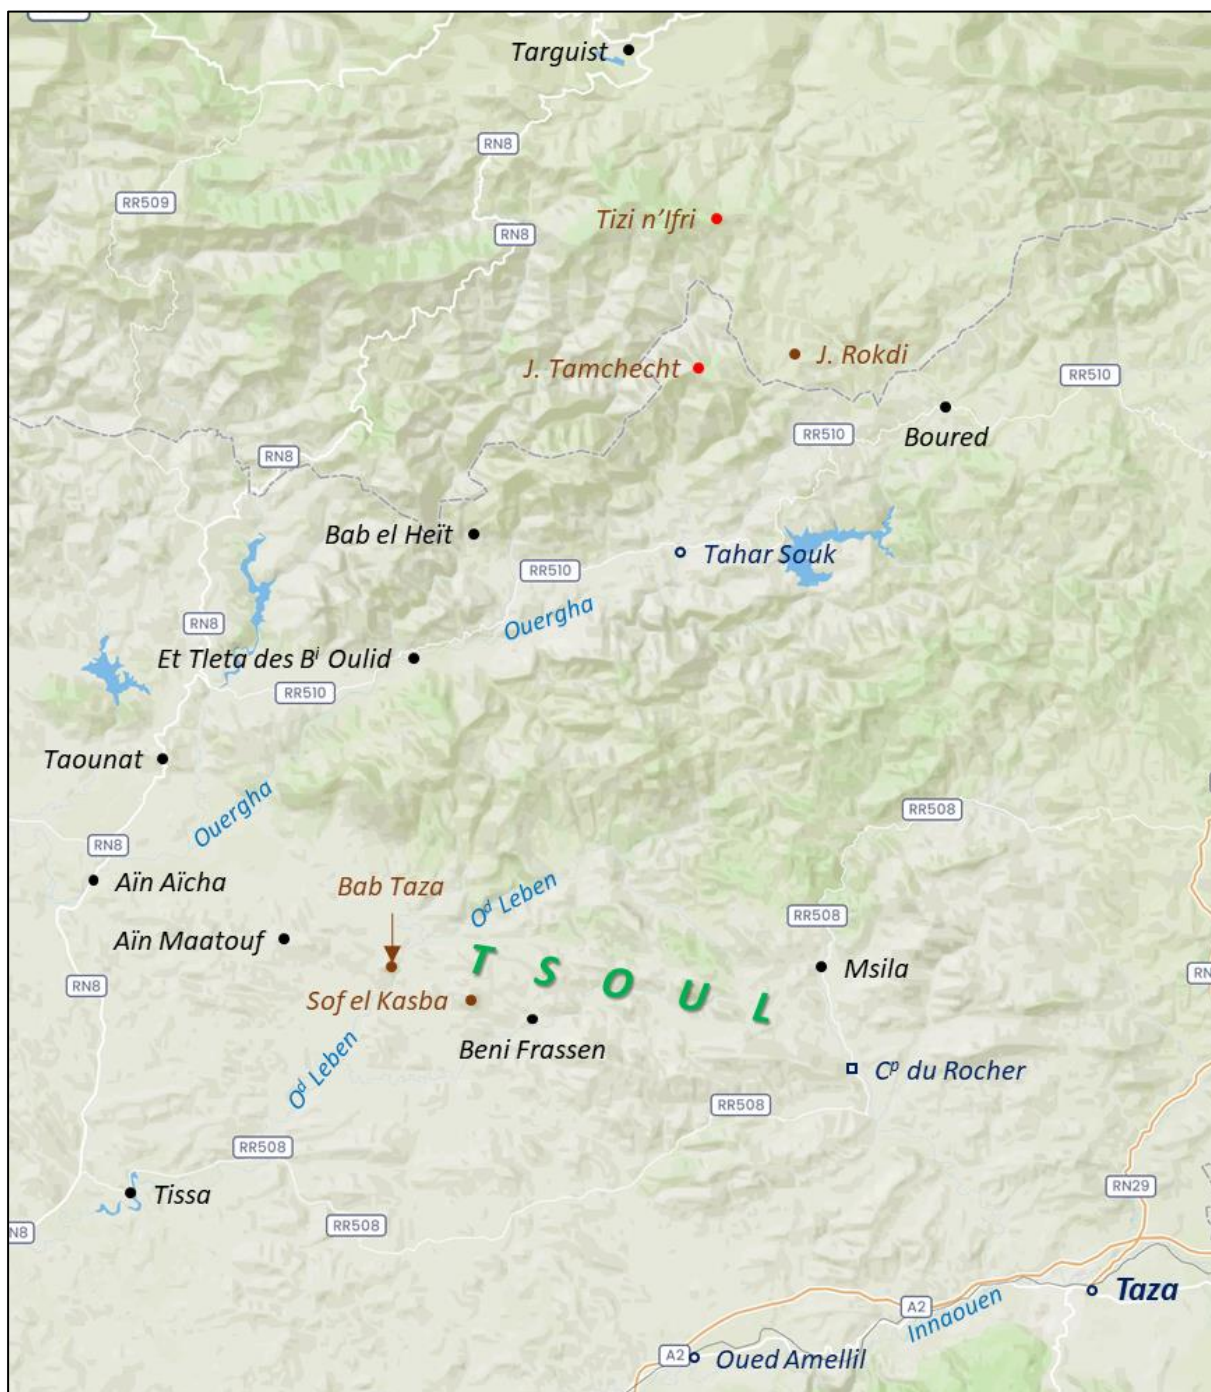 Targuist
RN8
RR509
Tizi n’Ifri
RN8
J. Rokdi
J. Tamchecht
RR510
Boured
RR510
RN8
Bab el Heït
Tahar Souk
RR510
Ouergha
RN8
Et Tleta des Bⁱ Oulid
RR510
Taounat
Ouergha
RR508
RN8
Aïn Aïcha
Bab Taza
Oᵈ Leben
RR508
Aïn Maatouf
TSOUL
Msila
RN
RN8
Sof el Kasba
Beni Frassen
Oᵈ Leben
Cᵖ du Rocher
RR508
RR508
Tissa
RN29
RR508
N8
Taza
A2
Innaouen
A2
Oued Amellil